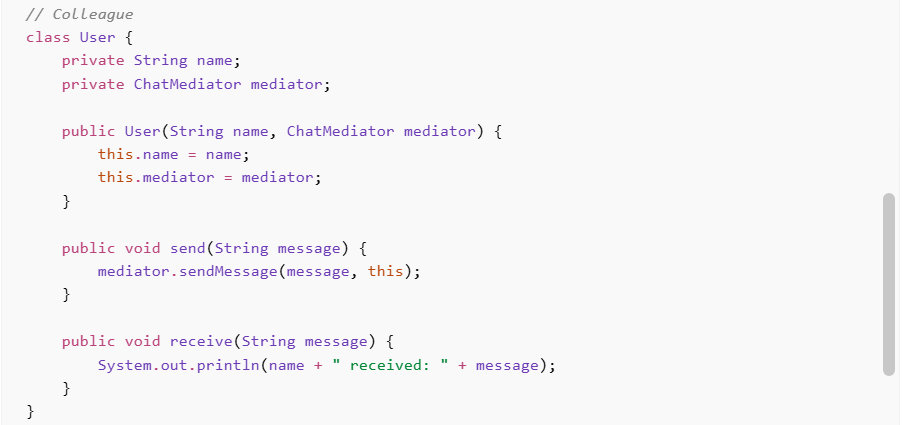 // Colleague
class User {
    private String name;
    private ChatMediator mediator;

    public User(String name, ChatMediator mediator) {
        this.name = name;
        this.mediator = mediator;
    }

    public void send(String message) {
        mediator.sendMessage(message, this);
    }

    public void receive(String message) {
        System.out.println(name + " received: " + message);
    }
}